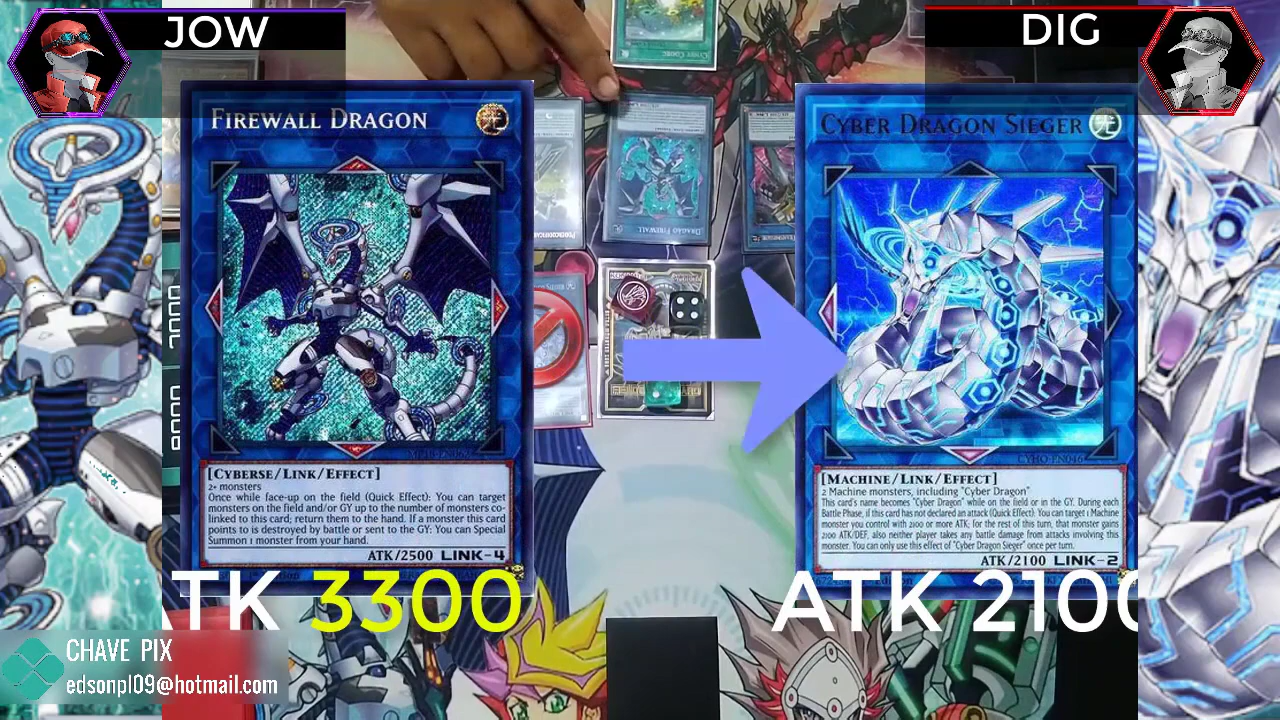 JOW
DIG
FIREWALL DRAGON
[CYBERSE/LINK/EFFECT]
2+ monsters
Once while face-up on the field (Quick Effect): You can target
monsters on the field and/or GY up to the number of monsters co-
linked to this card; return them to the hand. If a monster this card
points to is destroyed by battle or sent to the GY: You can Special
Summon 1 monster from your hand.
ATK/2500 LINK-4
CYBER DRAGON SIEGER
CYHO-EN046
[MACHINE/LINK/EFFECT]
2 Machine monsters, including "Cyber Dragon"
This card's name becomes "Cyber Dragon" while on the field or in the GY. During each
Battle Phase, if this card has not declared an attack (Quick Effect): You can target 1 Machine
monster you control with 2100 or more ATK; for the rest of this turn, that monster gains
2100 ATK/DEF, also neither player takes any battle damage from attacks involving this
monster. You can only use this effect of "Cyber Dragon Sieger" once per turn.
ATK/2100 LINK-2
DRAGÃO FIREWALL
ATK 3300
ATK 2100
CHAVE PIX
edsonpl09@hotmail.com